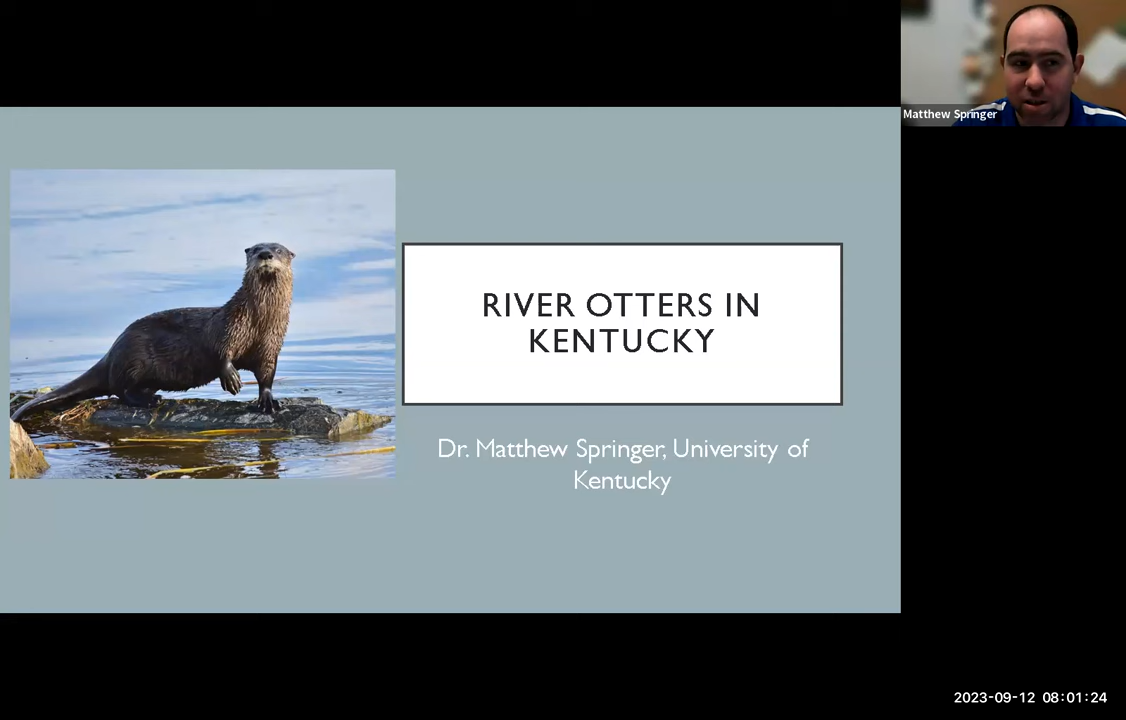 Matthew Springer
RIVER OTTERS IN
KENTUCKY
Dr. Matthew Springer, University of
Kentucky
2023-09-12 08:01:24